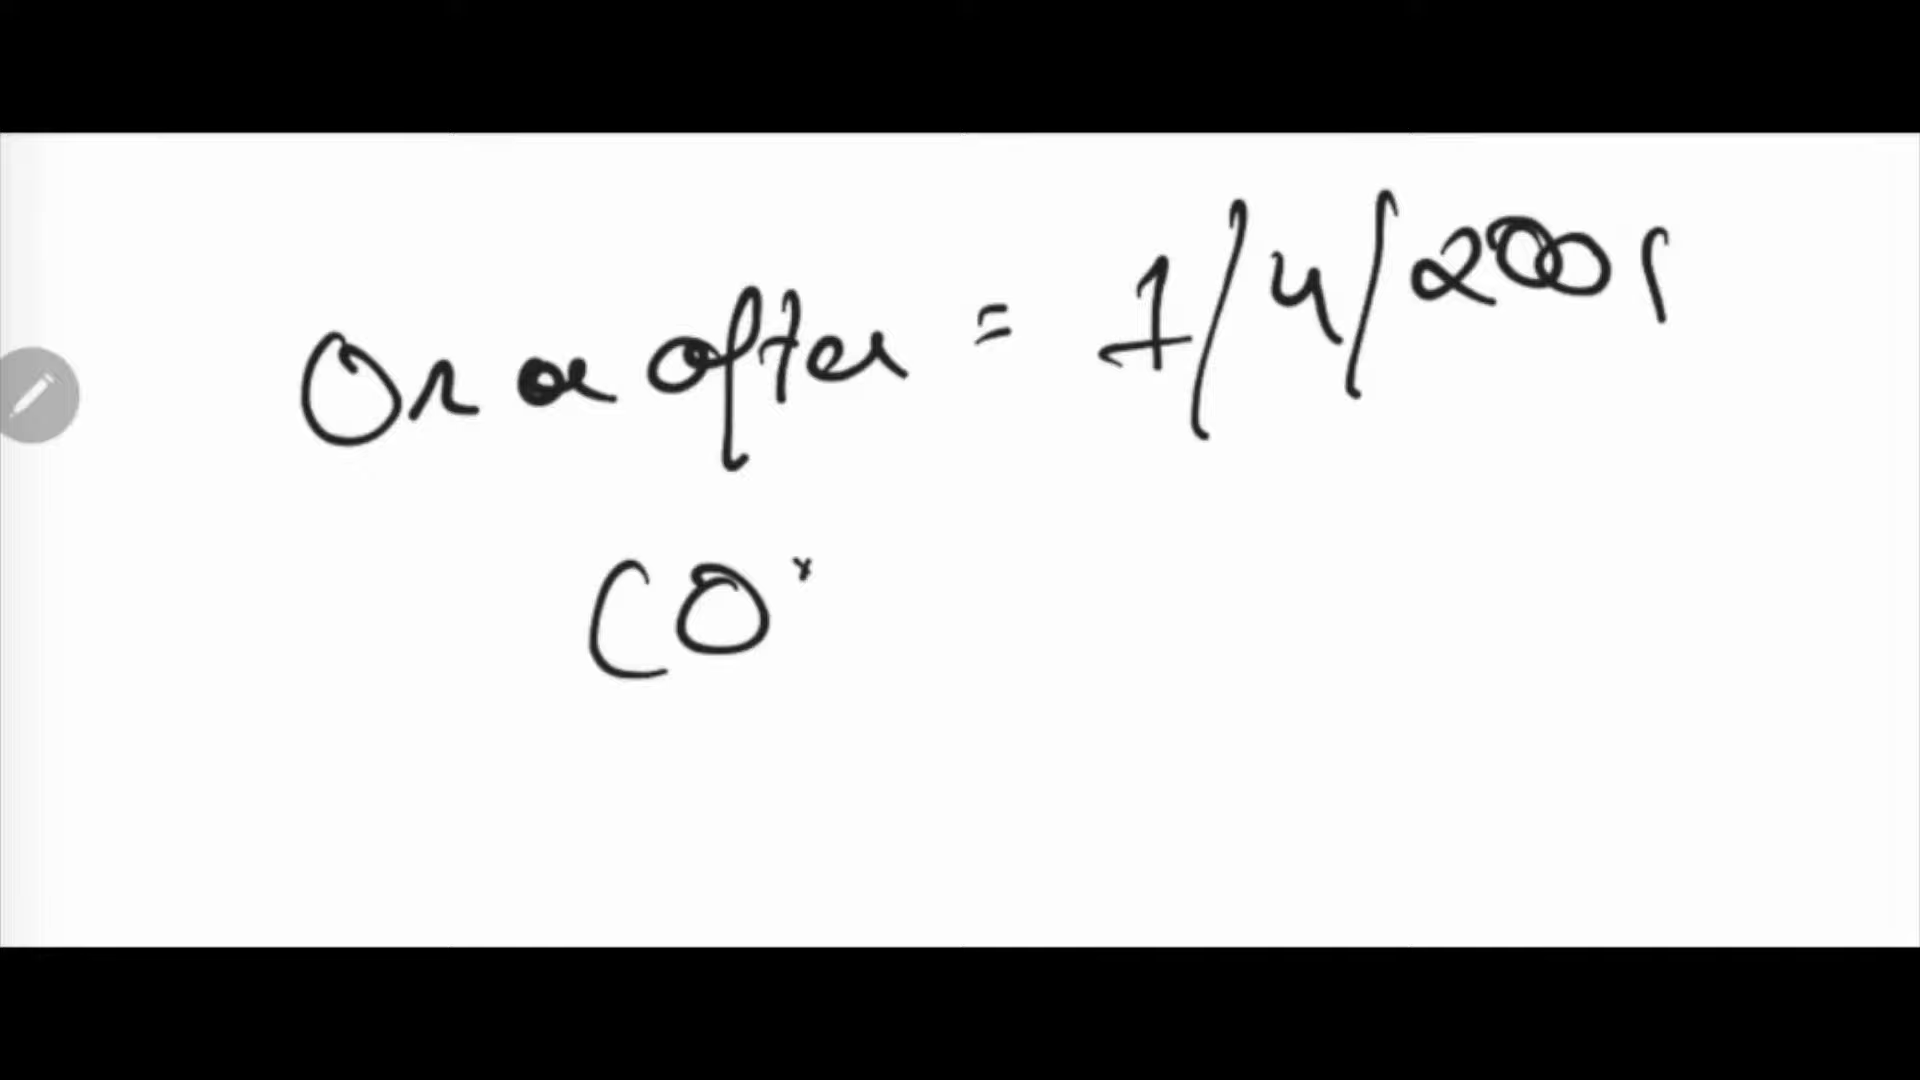 On or after = 1/4/2001
CO